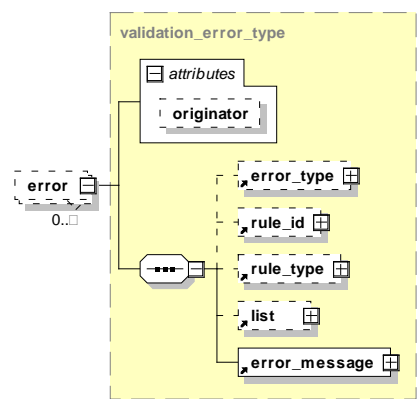 validation_error_type
attributes
originator
error
0..□
error_type
rule_id
rule_type
list
error_message